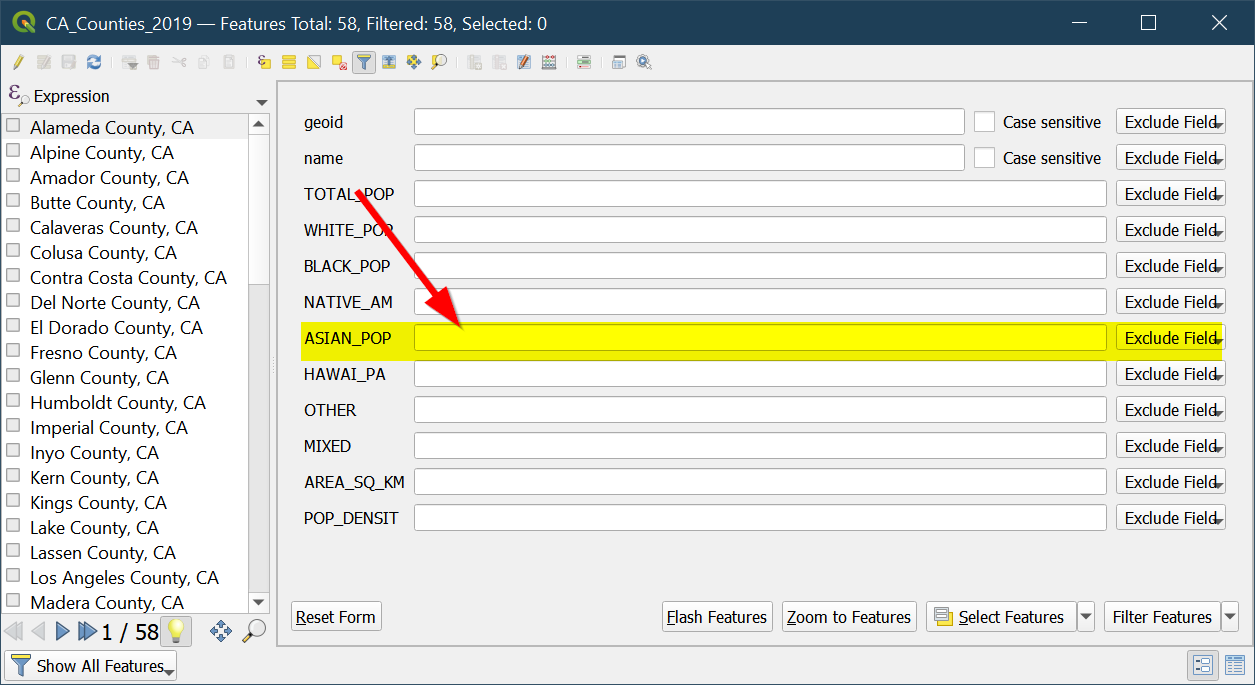 CA_Counties_2019 — Features Total: 58, Filtered: 58, Selected: 0
Expression
Alameda County, CA
Alpine County, CA
Amador County, CA
Butte County, CA
Calaveras County, CA
Colusa County, CA
Contra Costa County, CA
Del Norte County, CA
El Dorado County, CA
Fresno County, CA
Glenn County, CA
Humboldt County, CA
Imperial County, CA
Inyo County, CA
Kern County, CA
Kings County, CA
Lake County, CA
Lassen County, CA
Los Angeles County, CA
Madera County, CA
1 / 58
Show All Features
geoid Case sensitive Exclude Field
name Case sensitive Exclude Field
TOTAL_POP Exclude Field
WHITE_POP Exclude Field
BLACK_POP Exclude Field
NATIVE_AM Exclude Field
ASIAN_POP Exclude Field
HAWAI_PA Exclude Field
OTHER Exclude Field
MIXED Exclude Field
AREA_SQ_KM Exclude Field
POP_DENSIT Exclude Field
Reset Form Flash Features Zoom to Features Select Features Filter Features